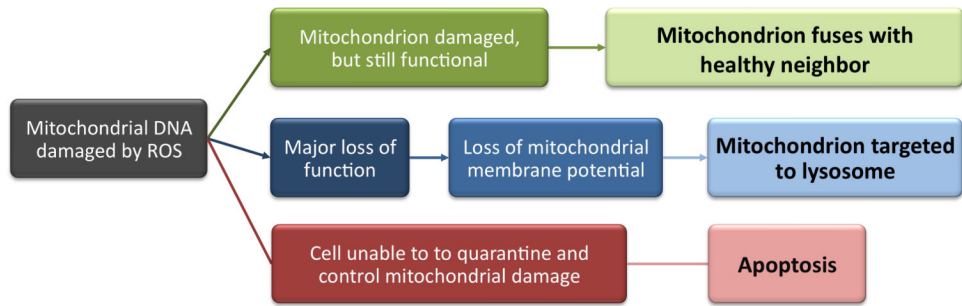 Mitochondrion damaged,
but still functional
Mitochondrion fuses with
healthy neighbor
Mitochondrial DNA
damaged by ROS
Major loss of
function
Loss of mitochondrial
membrane potential
Mitochondrion targeted
to lysosome
Cell unable to to quarantine and
control mitochondrial damage
Apoptosis